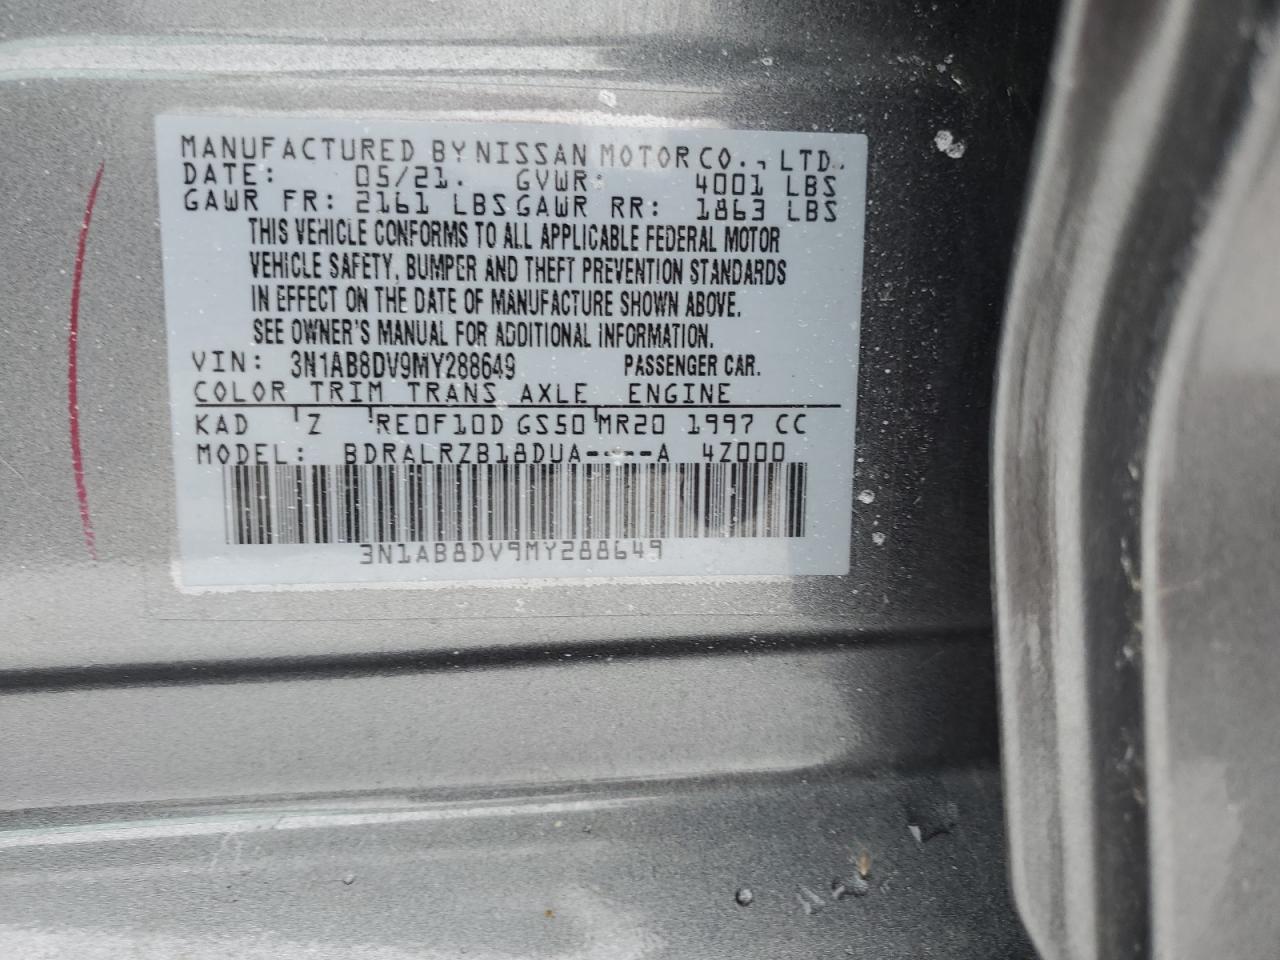 MANUFACTURED BY NISSAN MOTOR CO., LTD.
DATE: 05/21. GVWR: 4001 LBS
GAWR FR: 2161 LBS GAWR RR: 1863 LBS
THIS VEHICLE CONFORMS TO ALL APPLICABLE FEDERAL MOTOR
VEHICLE SAFETY, BUMPER AND THEFT PREVENTION STANDARDS
IN EFFECT ON THE DATE OF MANUFACTURE SHOWN ABOVE.
SEE OWNER'S MANUAL FOR ADDITIONAL INFORMATION.
VIN: 3N1AB8DV9MY288649 PASSENGER CAR.
COLOR TRIM TRANS AXLE ENGINE
KAD Z RE0F10D GS50 MR20 1997 CC
MODEL: BDRALRZB18DUA----A 4Z000
3N1AB8DV9MY288649